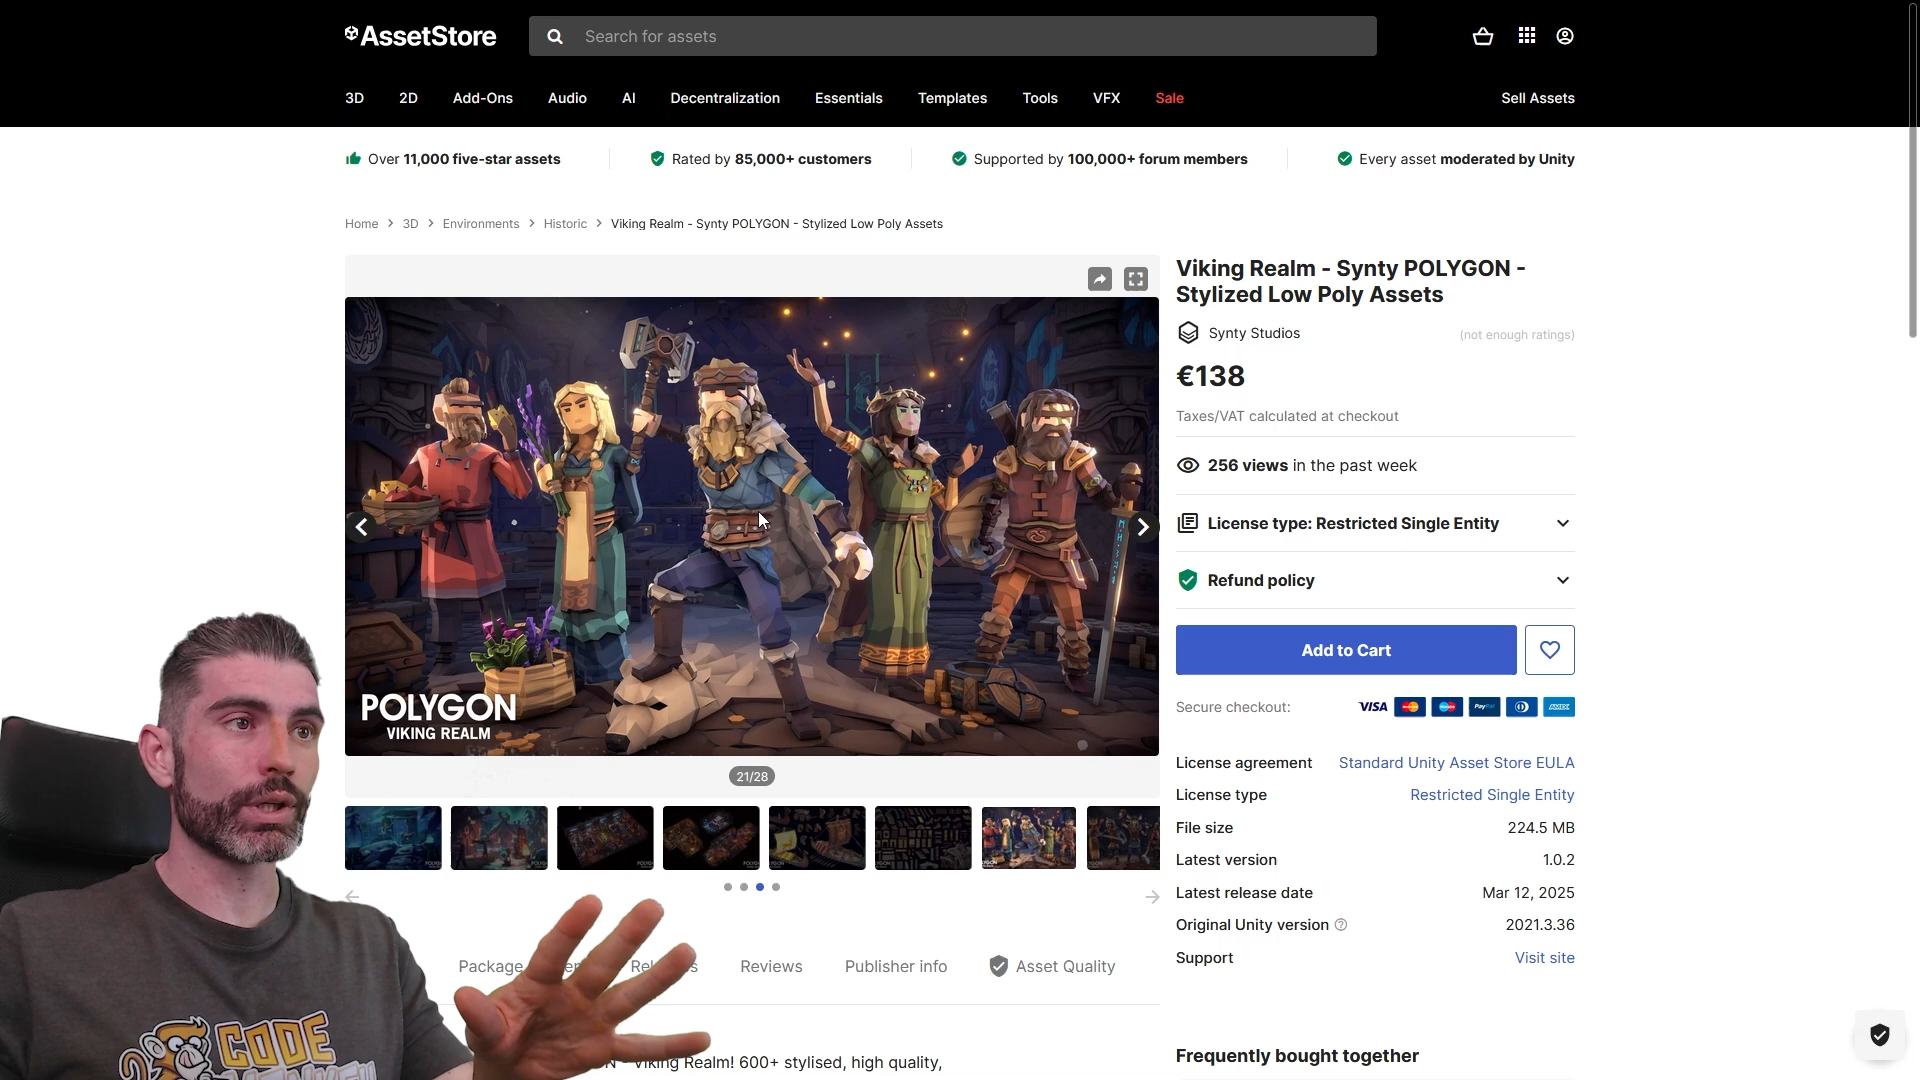 AssetStore
Search for assets
3D 2D Add-Ons Audio AI Decentralization Essentials Templates Tools VFX Sale Sell Assets
Over 11,000 five-star assets
Rated by 85,000+ customers
Supported by 100,000+ forum members
Every asset moderated by Unity
Home > 3D > Environments > Historic > Viking Realm - Synty POLYGON - Stylized Low Poly Assets
Viking Realm - Synty POLYGON -
Stylized Low Poly Assets
Synty Studios
(not enough ratings)
€138
Taxes/VAT calculated at checkout
256 views in the past week
License type: Restricted Single Entity
Refund policy
Add to Cart
Secure checkout:
VISA
PayPal
AMEX
POLYGON
VIKING REALM
21/28
License agreement Standard Unity Asset Store EULA
License type Restricted Single Entity
File size 224.5 MB
Latest version 1.0.2
Latest release date Mar 12, 2025
Original Unity version 2021.3.36
Support Visit site
Package
Reviews
Publisher info
Asset Quality
Viking Realm! 600+ stylised, high quality,
Frequently bought together
CODE